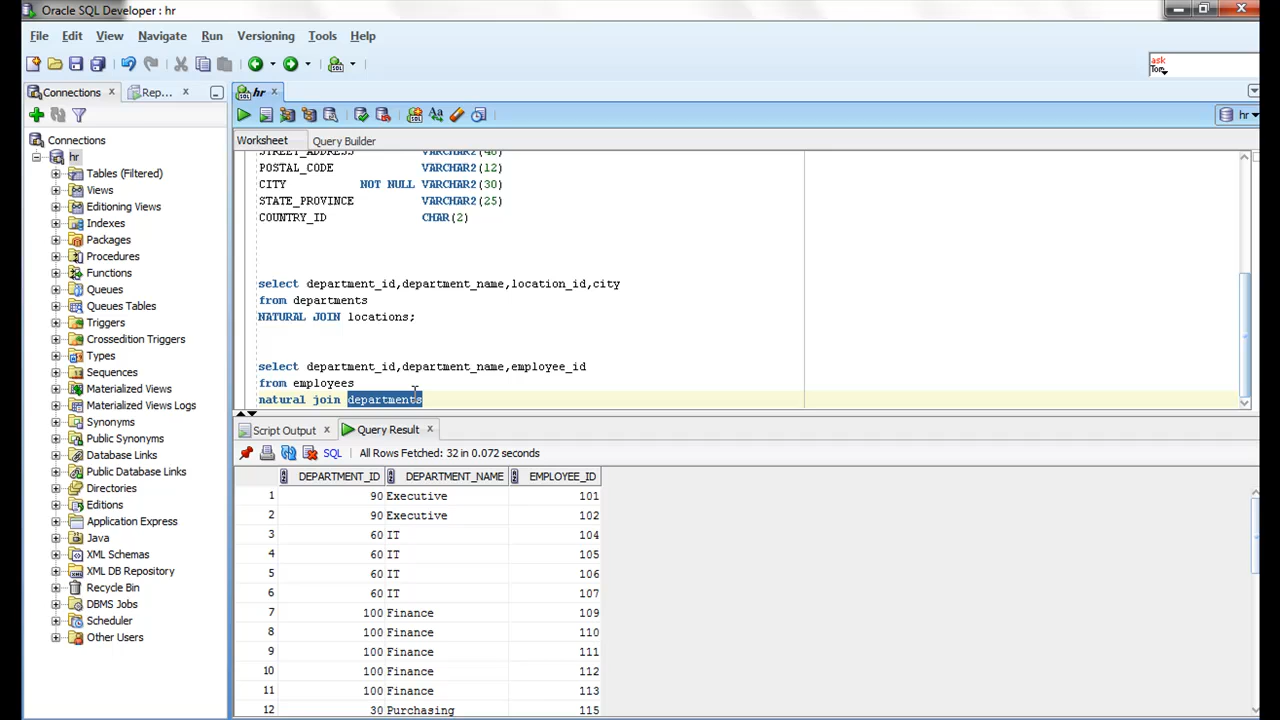 Oracle SQL Developer : hr
File Edit View Navigate Run Versioning Tools Help
ask
Tom
Connections
Rep...
hr
hr
Worksheet
Query Builder
Connections
hr
Tables (Filtered)
Views
Editioning Views
Indexes
Packages
Procedures
Functions
Queues
Queues Tables
Triggers
Crossedition Triggers
Types
Sequences
Materialized Views
Materialized Views Logs
Synonyms
Public Synonyms
Database Links
Public Database Links
Directories
Editions
Application Express
Java
XML Schemas
XML DB Repository
Recycle Bin
DBMS Jobs
Scheduler
Other Users
STREET_ADDRESS VARCHAR2(40)
POSTAL_CODE VARCHAR2(12)
CITY NOT NULL VARCHAR2(30)
STATE_PROVINCE VARCHAR2(25)
COUNTRY_ID CHAR(2)
select department_id,department_name,location_id,city
from departments
NATURAL JOIN locations;
select department_id,department_name,employee_id
from employees
natural join departments
Script Output
Query Result
SQL All Rows Fetched: 32 in 0.072 seconds
DEPARTMENT_ID DEPARTMENT_NAME EMPLOYEE_ID
1 90 Executive 101
2 90 Executive 102
3 60 IT 104
4 60 IT 105
5 60 IT 106
6 60 IT 107
7 100 Finance 109
8 100 Finance 110
9 100 Finance 111
10 100 Finance 112
11 100 Finance 113
12 30 Purchasing 115